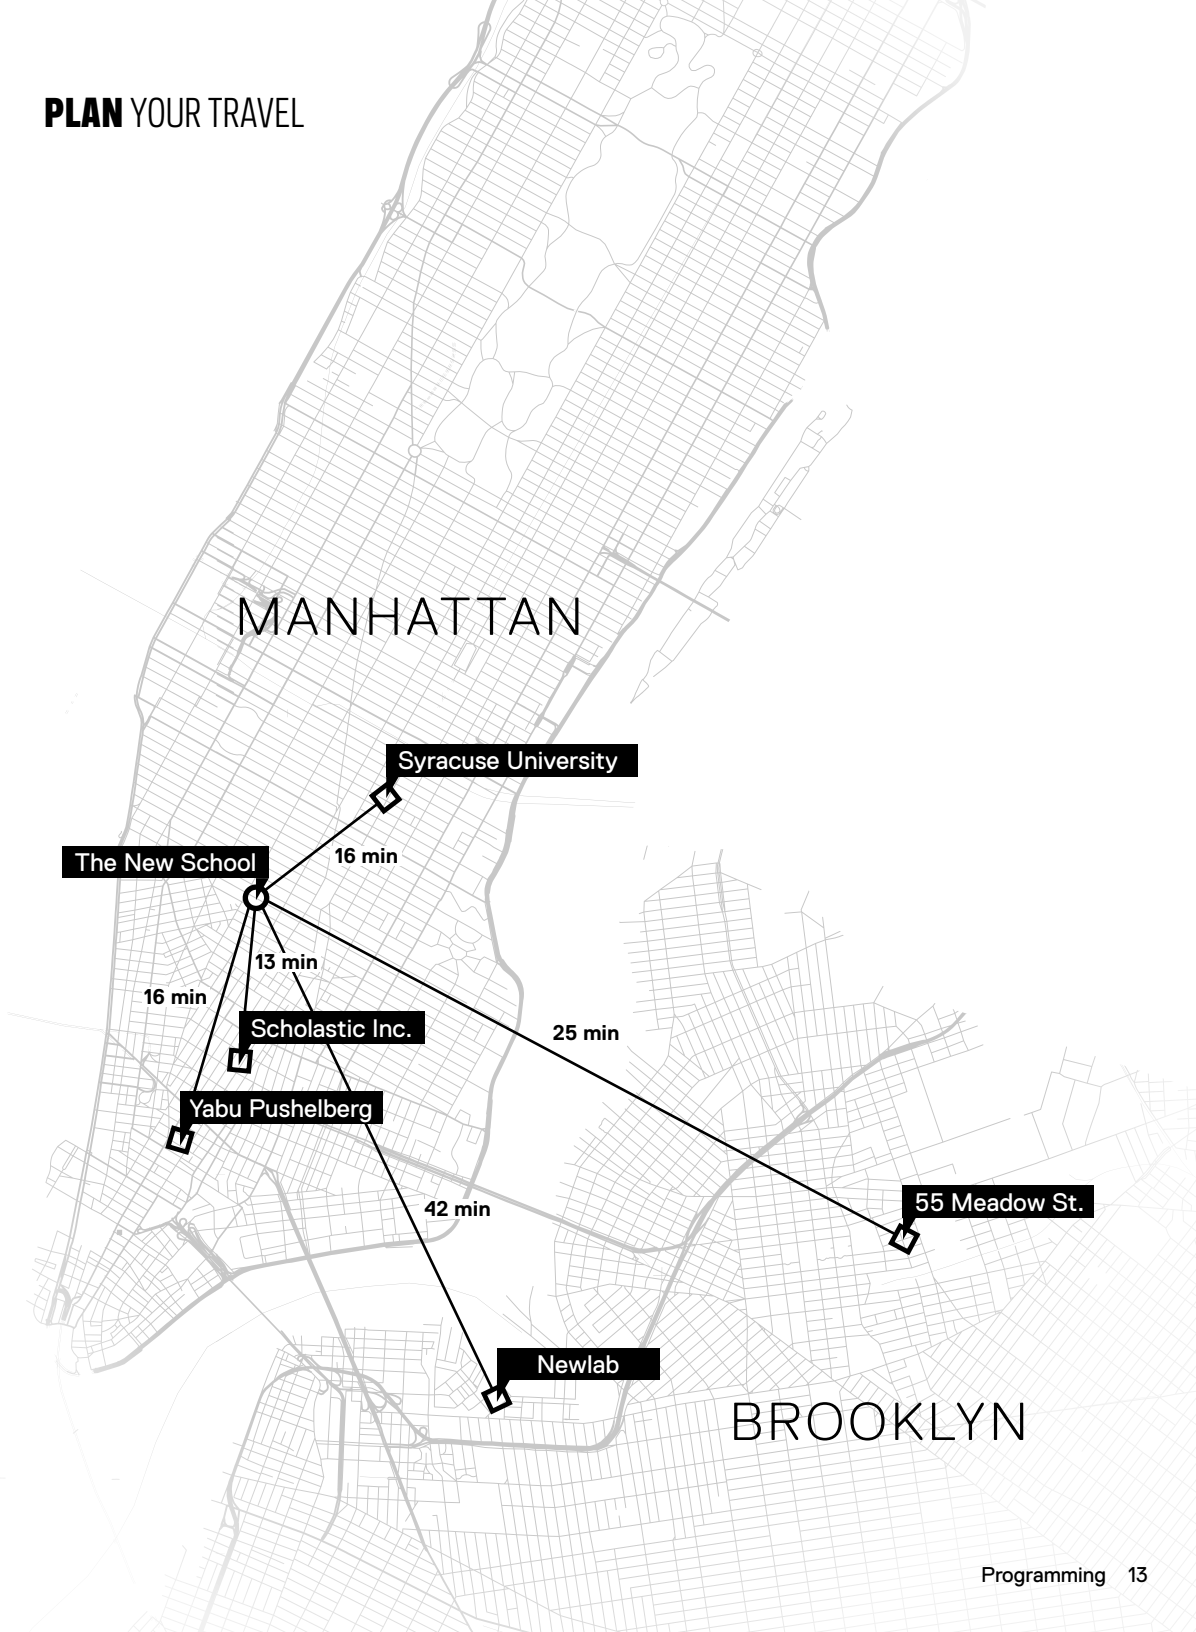 PLAN YOUR TRAVEL
MANHATTAN
Syracuse University
16 min
The New School
13 min
16 min
Scholastic Inc.
25 min
Yabu Pushelberg
42 min
55 Meadow St.
Newlab
BROOKLYN
Programming 13